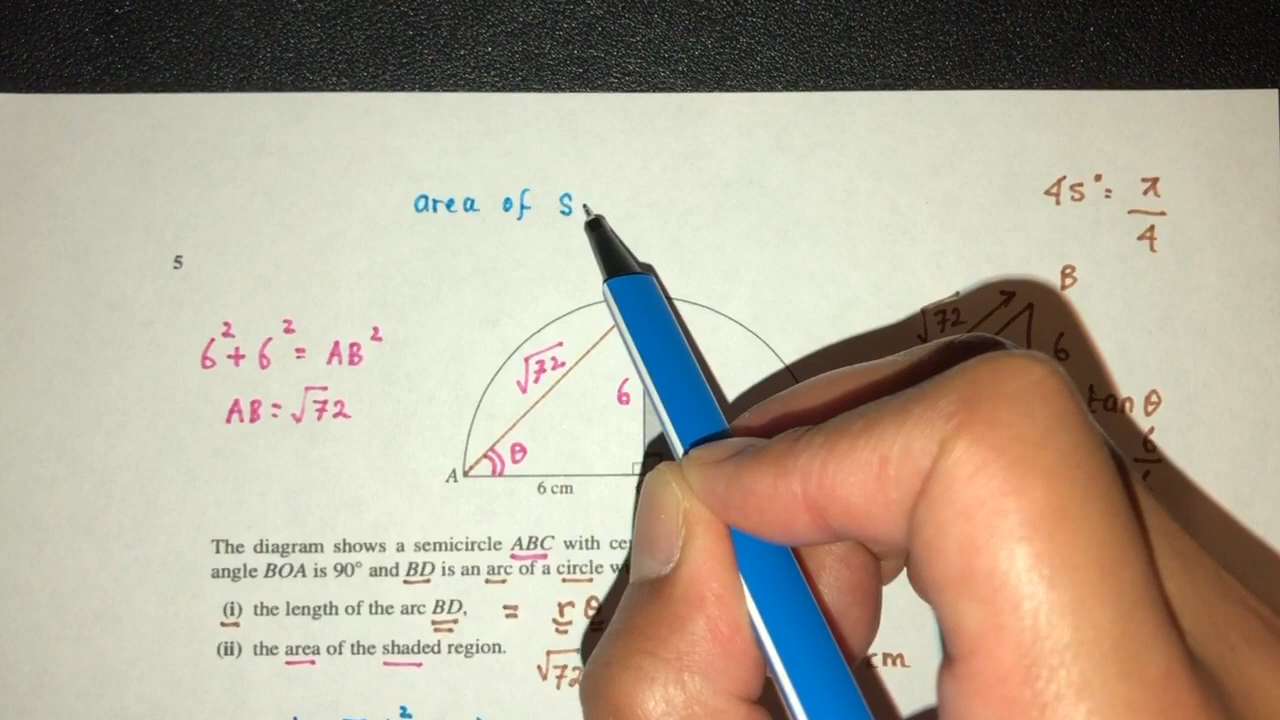 area of S
45° = π/4
5
B
6² + 6² = AB²
√72
√72
6
6
AB = √72
tan θ
6
θ
A
6 cm
The diagram shows a semicircle ABC with
angle BOA is 90° and BD is an arc of a circle
(i) the length of the arc BD, = r θ
(ii) the area of the shaded region.
√72
cm
2